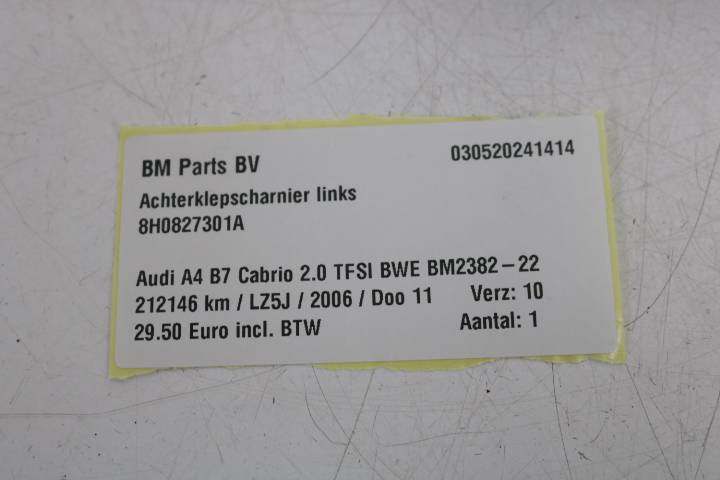 BM Parts BV 030520241414
Achterklepscharnier links
8H0827301A
Audi A4 B7 Cabrio 2.0 TFSI BWE BM2382-22
212146 km / LZ5J / 2006 / Doo 11 Verz: 10
29.50 Euro incl. BTW Aantal: 1